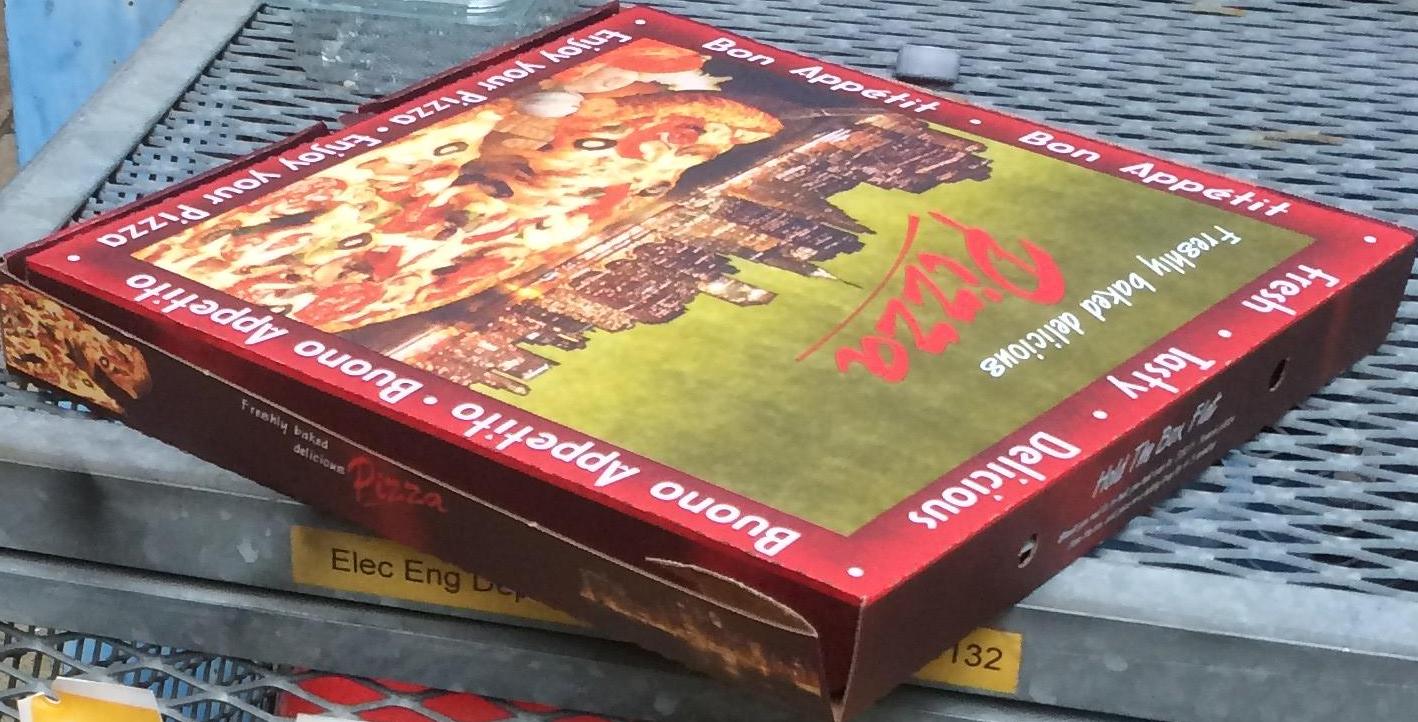 Enjoy your Pizza • Enjoy your Pizza
Bon Appétit • Bon Appétit
Buono Appetito • Buono Appetito
Fresh • Tasty • Delicious
Freshly baked delicious
Pizza
Freshly baked
delicious Pizza
Hold The Box Flat
Elec Eng
132